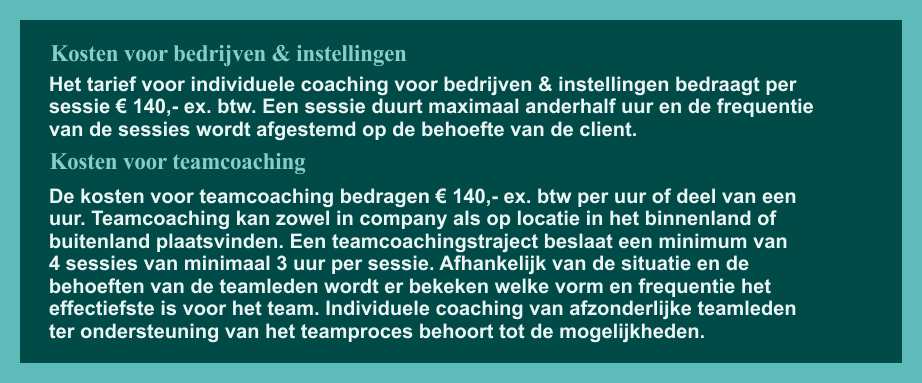 Kosten voor bedrijven & instellingen
Het tarief voor individuele coaching voor bedrijven & instellingen bedraagt per
sessie € 140,- ex. btw. Een sessie duurt maximaal anderhalf uur en de frequentie
van de sessies wordt afgestemd op de behoefte van de client.
Kosten voor teamcoaching
De kosten voor teamcoaching bedragen € 140,- ex. btw per uur of deel van een
uur. Teamcoaching kan zowel in company als op locatie in het binnenland of
buitenland plaatsvinden. Een teamcoachingstraject beslaat een minimum van
4 sessies van minimaal 3 uur per sessie. Afhankelijk van de situatie en de
behoeften van de teamleden wordt er bekeken welke vorm en frequentie het
effectiefste is voor het team. Individuele coaching van afzonderlijke teamleden
ter ondersteuning van het teamproces behoort tot de mogelijkheden.